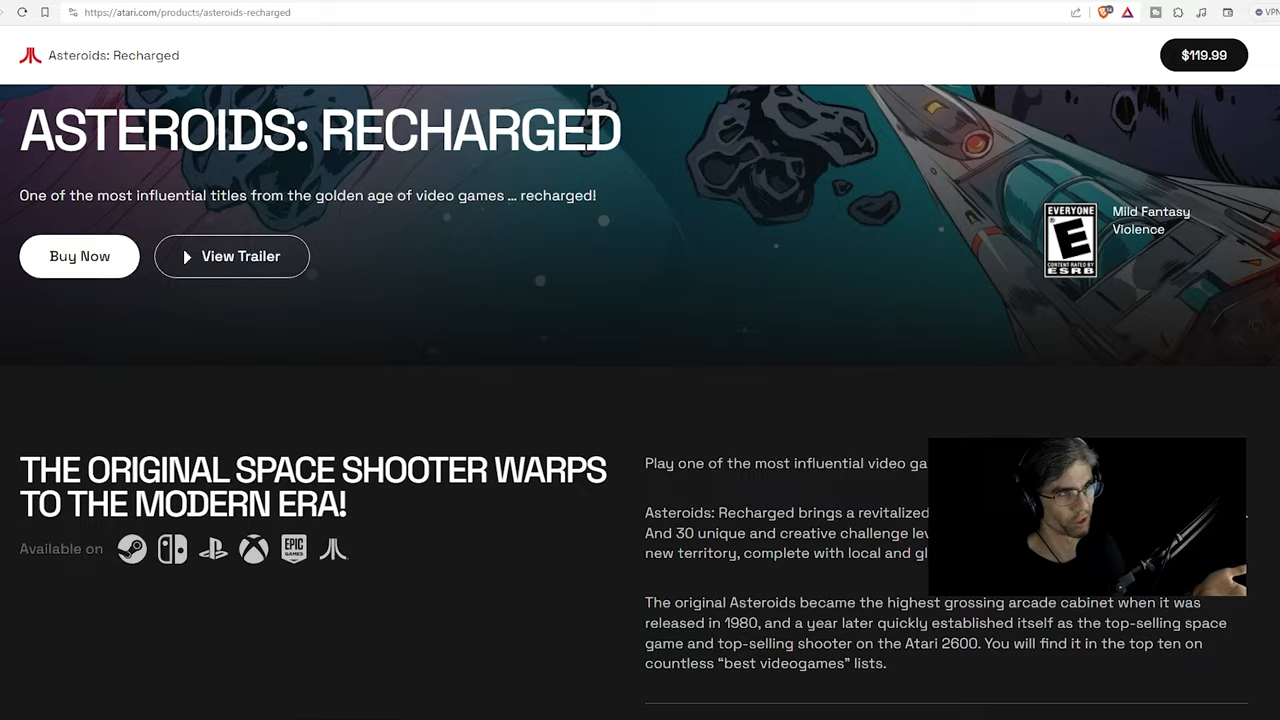 https://atari.com/products/asteroids-recharged
VPN
Asteroids: Recharged
$119.99
ASTEROIDS: RECHARGED
One of the most influential titles from the golden age of video games ... recharged!
Buy Now
View Trailer
EVERYONE
E
CONTENT RATED BY
ESRB
Mild Fantasy
Violence
THE ORIGINAL SPACE SHOOTER WARPS
TO THE MODERN ERA!
Available on
EPIC
GAMES
Play one of the most influential video ga
Asteroids: Recharged brings a revitalized
And 30 unique and creative challenge lev
new territory, complete with local and gl
The original Asteroids became the highest grossing arcade cabinet when it was
released in 1980, and a year later quickly established itself as the top-selling space
game and top-selling shooter on the Atari 2600. You will find it in the top ten on
countless “best videogames” lists.